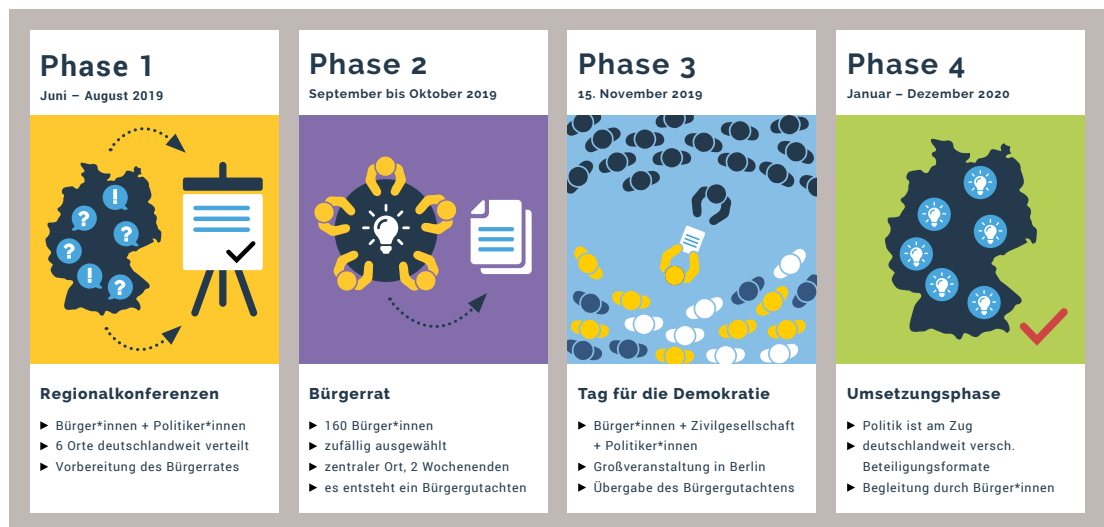 Phase 1
Juni – August 2019
?
!
?
?
!
?
Regionalkonferenzen
► Bürger*innen + Politiker*innen
► 6 Orte deutschlandweit verteilt
► Vorbereitung des Bürgerrates
Phase 2
September bis Oktober 2019
Bürgerrat
► 160 Bürger*innen
► zufällig ausgewählt
► zentraler Ort, 2 Wochenenden
► es entsteht ein Bürgergutachten
Phase 3
15. November 2019
Tag für die Demokratie
► Bürger*innen + Zivilgesellschaft
+ Politiker*innen
► Großveranstaltung in Berlin
► Übergabe des Bürgergutachtens
Phase 4
Januar – Dezember 2020
Umsetzungsphase
► Politik ist am Zug
► deutschlandweit versch.
Beteiligungsformate
► Begleitung durch Bürger*innen